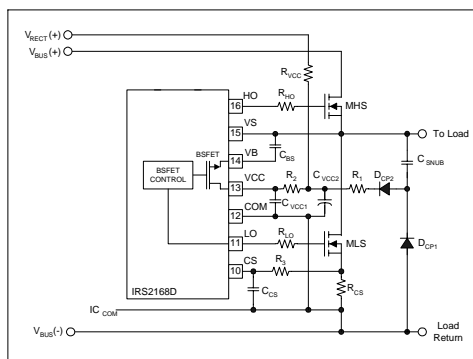 VRECT(+)
VBUS(+)
RVCC
HO
16
RHO
MHS
VS
15
To Load
BSFET
VB
14
CBS
CSNUB
BSFET CONTROL
VCC
13
R2
CVCC2
R1
DCP2
COM
12
CVCC1
LO
11
RLO
MLS
DCP1
CS
10
R3
IRS2168D
CCS
RCS
ICCOM
VBUS(-)
Load
Return